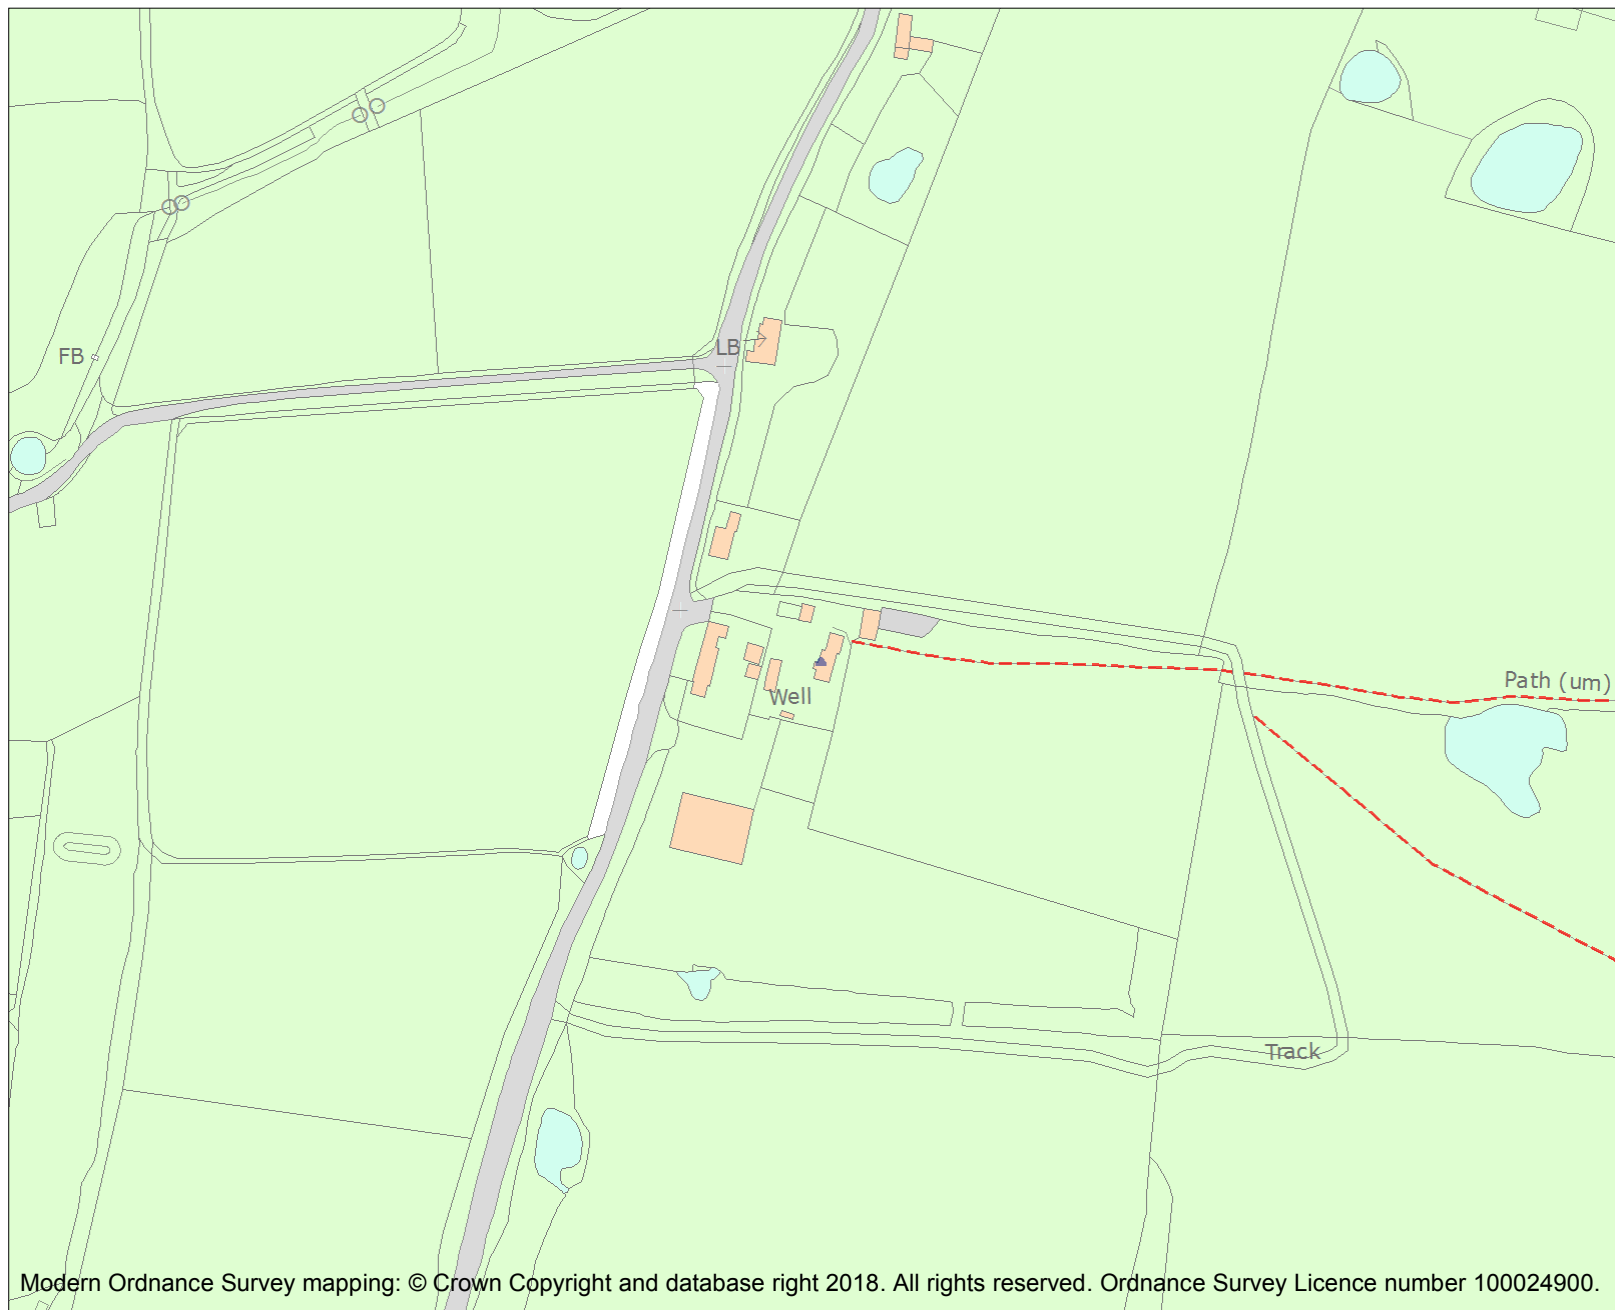 LB
FB
Path (um)
Well
Track
Modern Ordnance Survey mapping: © Crown Copyright and database right 2018. All rights reserved. Ordnance Survey Licence number 100024900.